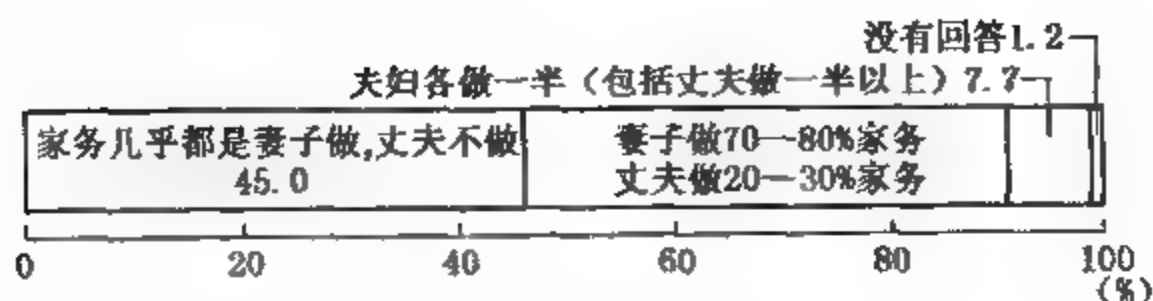 没有回答1.2
夫妇各做一半(包括丈夫做一半以上)7.7
家务几乎都是妻子做,丈夫不做
45.0
妻子做70—80%家务
丈夫做20—30%家务
0 20 40 60 80 100
(%)